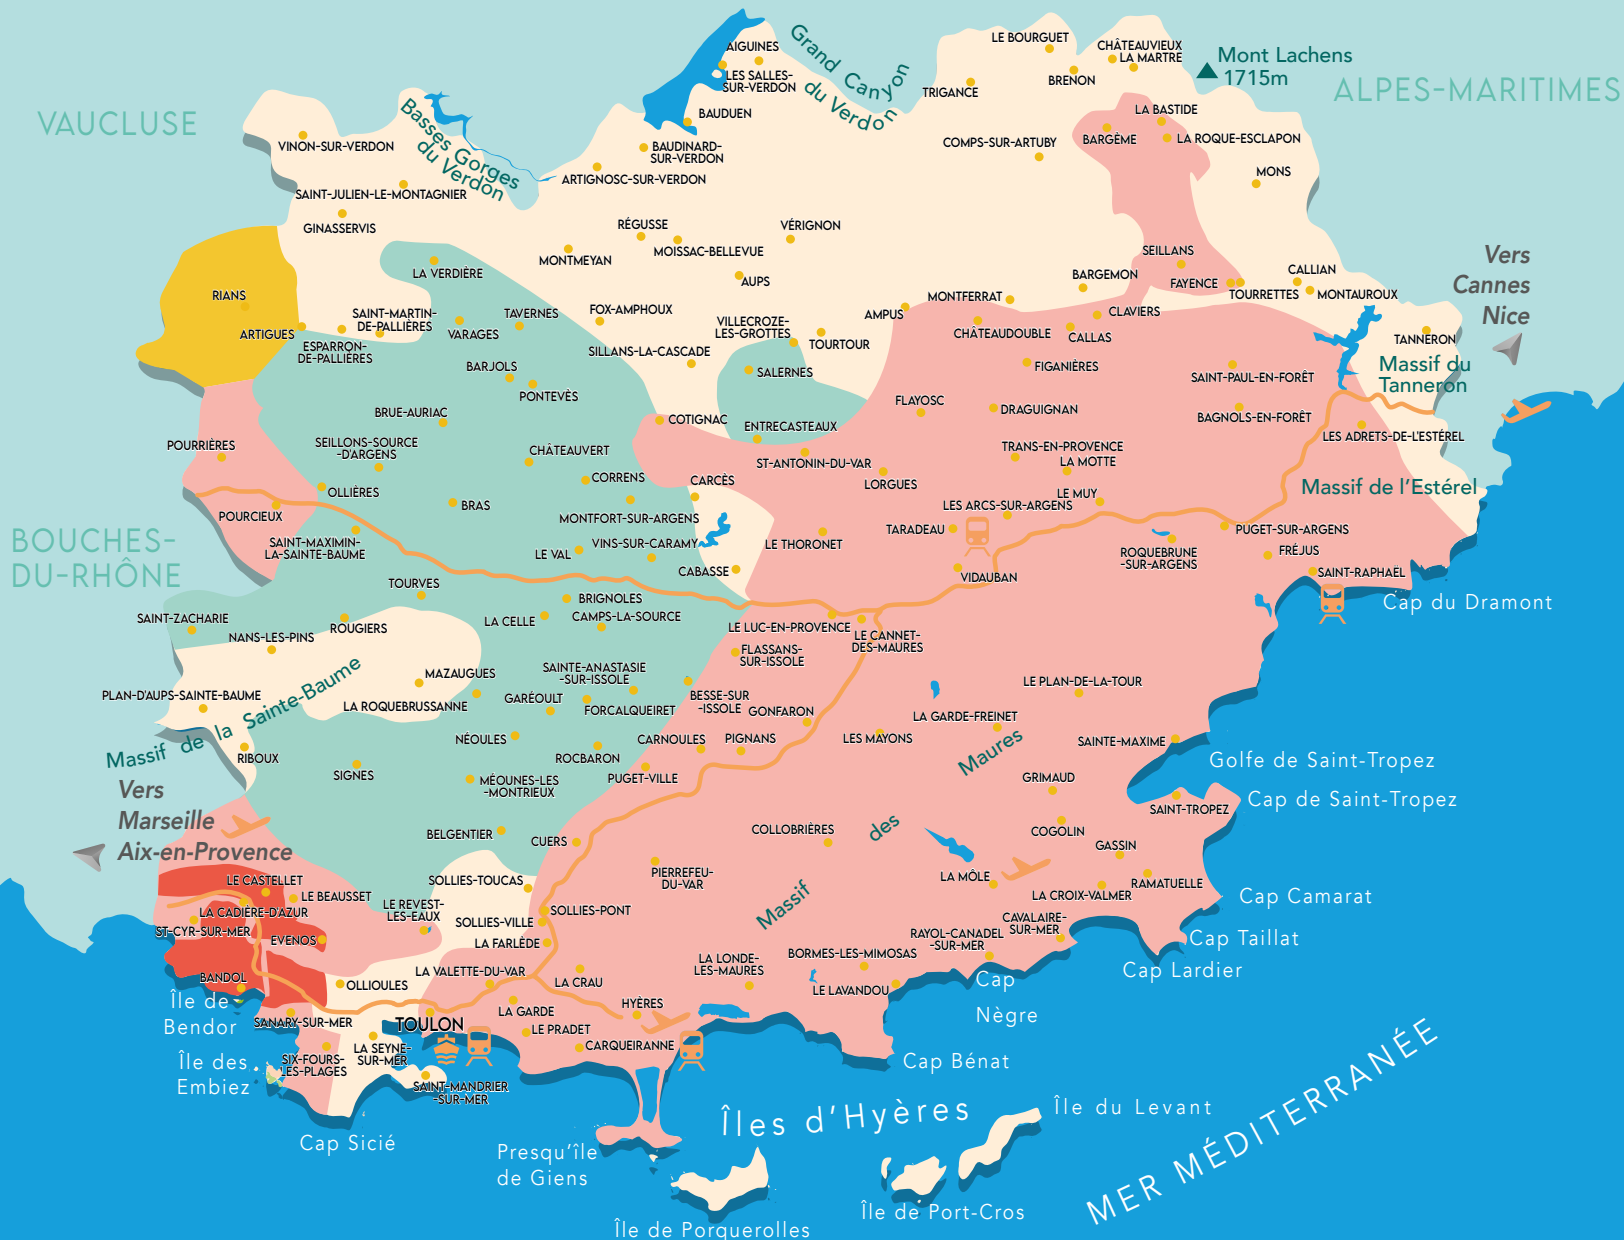 LE BOURGUET
CHÂTEAUVIEUX
LA MARTRE
AIGUINES
Grand Canyon
du Verdon
Mont Lachens
1715m
LES SALLES-
SUR-VERDON
BRENON
TRIGANCE
ALPES-MARITIMES
VAUCLUSE
Basses Gorges
du Verdon
BAUDUEN
LA BASTIDE
BARGÈME
LA ROQUE-ESCLAPON
COMPS-SUR-ARTUBY
VINON-SUR-VERDON
BAUDINARD-
SUR-VERDON
ARTIGNOSC-SUR-VERDON
MONS
SAINT-JULIEN-LE-MONTAGNIER
GINASSERVIS
RÉGUSSE
VÉRIGNON
MOISSAC-BELLEVUE
MONTMEYAN
SEILLANS
Vers
Cannes
Nice
LA VERDIÈRE
AUPS
BARGEMON
FAYENCE
CALLIAN
TOURRETTES
MONTAUROUX
RIANS
MONTFERRAT
ARTIGUES
SAINT-MARTIN-
DE-PALLIÈRES
TAVERNES
FOX-AMPHOUX
AMPUS
CLAVIERS
VARAGES
VILLECROZE-
LES-GROTTES
TOURTOUR
CHÂTEAUDOUBLE
CALLAS
TANNERON
ESPARRON-
DE-PALLIÈRES
SILLANS-LA-CASCADE
BARJOLS
SALERNES
FIGANIÈRES
SAINT-PAUL-EN-FORÊT
Massif du
Tanneron
PONTEVÈS
BRUE-AURIAC
COTIGNAC
FLAYOSC
DRAGUIGNAN
BAGNOLS-EN-FORÊT
ENTRECASTEAUX
LES ADRETS-DE-L'ESTÉREL
POURRIÈRES
SEILLONS-SOURCE
-D'ARGENS
CHÂTEAUVERT
TRANS-EN-PROVENCE
LA MOTTE
ST-ANTONIN-DU-VAR
LORGUES
CORRENS
CARCÈS
OLLIÈRES
LE MUY
Massif de l'Estérel
BRAS
LES ARCS-SUR-ARGENS
POURCIEUX
MONTFORT-SUR-ARGENS
TARADEAU
PUGET-SUR-ARGENS
BOUCHES-
DU-RHÔNE
SAINT-MAXIMIN-
LA-SAINTE-BAUME
LE VAL
VINS-SUR-CARAMY
LE THORONET
ROQUEBRUNE
-SUR-ARGENS
FRÉJUS
CABASSE
VIDAUBAN
SAINT-RAPHAËL
TOURVES
BRIGNOLES
Cap du Dramont
SAINT-ZACHARIE
ROUGIERS
LA CELLE
CAMPS-LA-SOURCE
LE LUC-EN-PROVENCE
LE CANNET-
DES-MAURES
NANS-LES-PINS
FLASSANS-
SUR-ISSOLE
MAZAUGUES
SAINTE-ANASTASIE
-SUR-ISSOLE
LE PLAN-DE-LA-TOUR
PLAN-D'AUPS-SAINTE-BAUME
LA ROQUEBRUSSANNE
GARÉOULT
FORCALQUEIRET
BESSE-SUR
-ISSOLE
GONFARON
LA GARDE-FREINET
Massif de la Sainte-Baume
NÉOULES
CARNOULES
PIGNANS
LES MAYONS
SAINTE-MAXIME
RIBOUX
ROCBARON
Golfe de Saint-Tropez
SIGNES
PUGET-VILLE
MÉOUNES-LES
-MONTRIEUX
GRIMAUD
Cap de Saint-Tropez
SAINT-TROPEZ
Vers
Marseille
Aix-en-Provence
BELGENTIER
CUERS
COLLOBRIÈRES
Massif
des
Maures
COGOLIN
GASSIN
PIERREFEU-
DU-VAR
LA MÔLE
RAMATUELLE
LA CROIX-VALMER
LE CASTELLET
LE BEAUSSET
SOLLIES-TOUCAS
LE REVEST-
LES-EAUX
Cap Camarat
LA CADIÈRE-D'AZUR
SOLLIES-PONT
SOLLIES-VILLE
CAVALAIRE-
SUR-MER
RAYOL-CANADEL
-SUR-MER
ST-CYR-SUR-MER
EVENOS
LA FARLÈDE
Cap Taillat
BORMES-LES-MIMOSAS
LA LONDE-
LES-MAURES
LA VALETTE-DU-VAR
Cap Lardier
BANDOL
OLLIOULES
LA CRAU
LE LAVANDOU
Cap
Nègre
Île de
Bendor
HYÈRES
LA GARDE
SANARY-SUR-MER
TOULON
LE PRADET
LA SEYNE-
SUR-MER
CARQUEIRANNE
SIX-FOURS-
LES-PLAGES
Île des
Embiez
Cap Bénat
SAINT-MANDRIER
-SUR-MER
Îles d'Hyères
Île du Levant
Cap Sicié
Presqu'île
de Giens
MER MÉDITERRANÉE
Île de Port-Cros
Île de Porquerolles